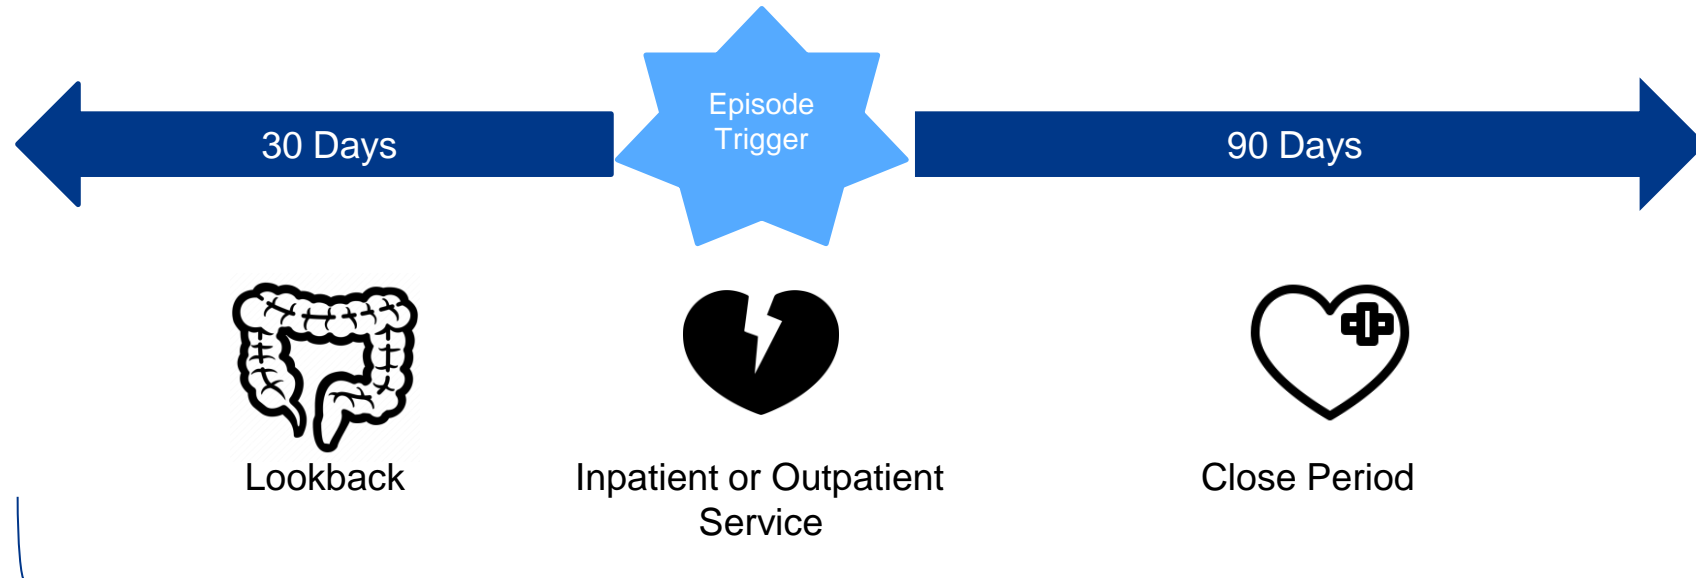 Episode
Trigger
30 Days
90 Days
Lookback
Inpatient or Outpatient
Service
Close Period